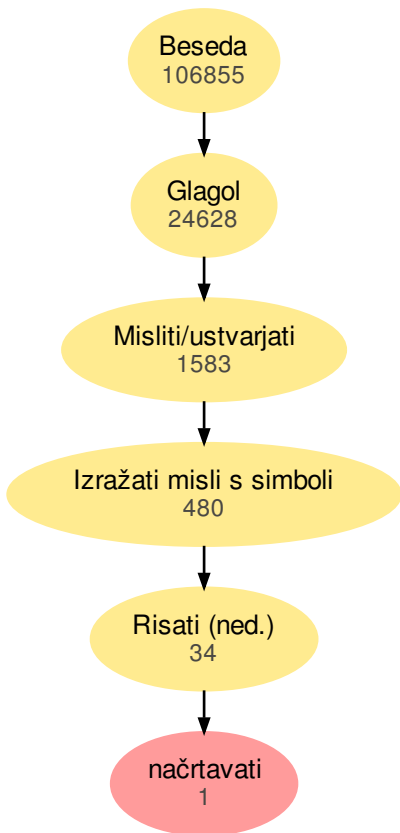 Beseda
106855
Glagol
24628
Misliti/ustvarjati
1583
Izražati misli s simboli
480
Risati (ned.)
34
načrtavati
1